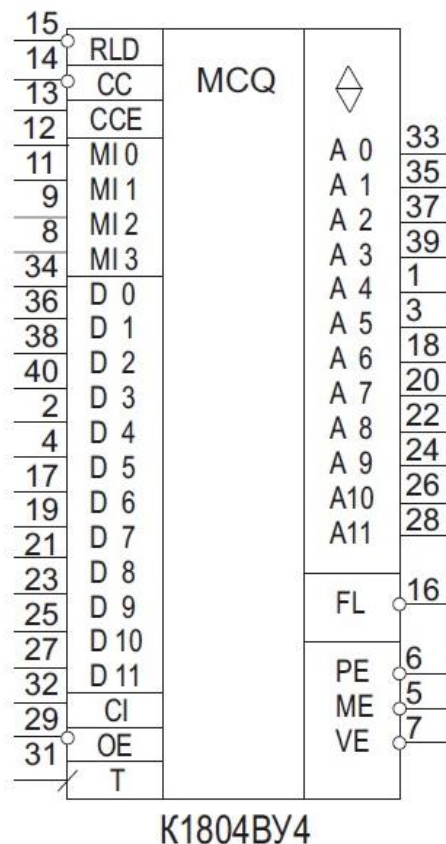 15 RLD
14 CC
13 CCE
12 MI 0
11 MI 1
9 MI 2
8 MI 3
34 D 0
36 D 1
38 D 2
40 D 3
2 D 4
4 D 5
17 D 6
19 D 7
21 D 8
23 D 9
25 D 10
27 D 11
32 CI
29 OE
31 T
MCQ
A 0 33
A 1 35
A 2 37
A 3 39
A 4 1
A 5 3
A 6 18
A 7 20
A 8 22
A 9 24
A10 26
A11 28
FL 16
PE 6
ME 5
VE 7
К1804ВУ4